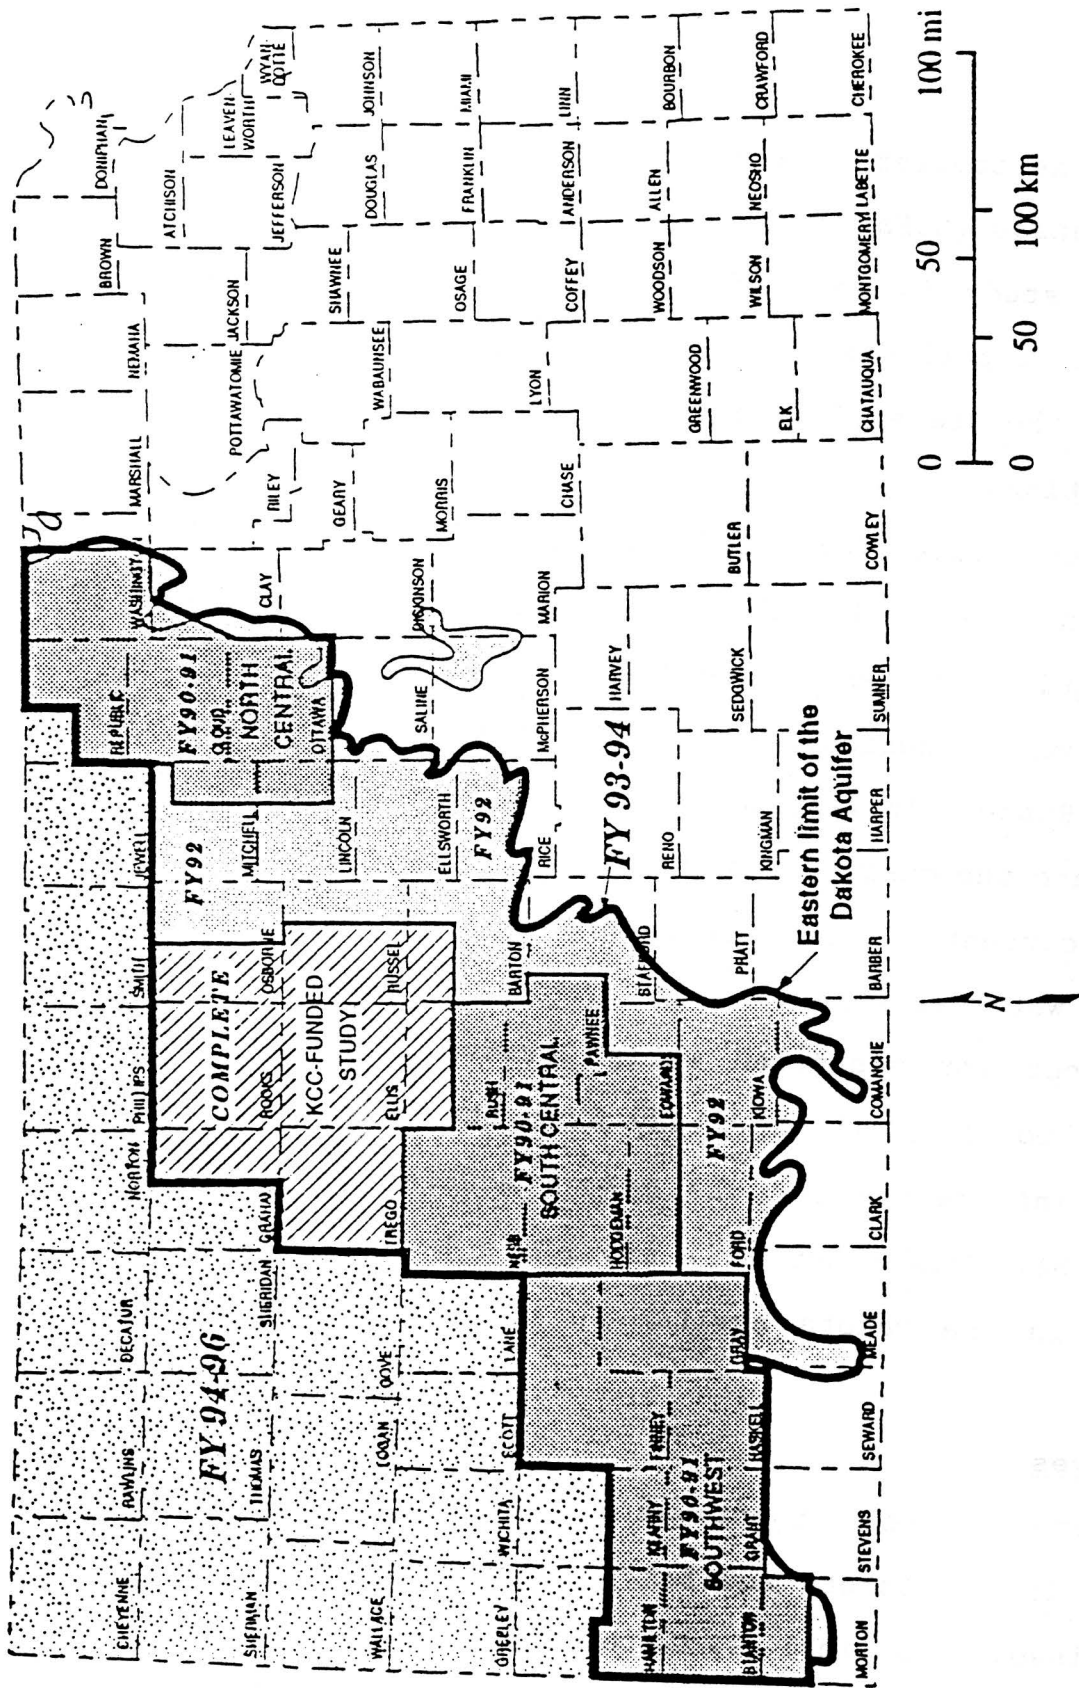 CHEYENNE
RAWLINS
DECATUR
NORTON
PHILLIPS
SMITH
JEWELL
REPUBLIC
WASHINGT
MARSHALL
NEMAHA
BROWN
DONIPHAN
SHERMAN
THOMAS
SHERIDAN
GRAHAM
ROOKS
OSBORNE
MITCHELL
CLOUD
CLAY
RILEY
POTTAWATOMIE
JACKSON
ATCHISON
JEFFERSON
LEAVEN
WORTH
WYAN
DOTTE
FY 94-96
COMPLETE
KCC-FUNDED
STUDY
FY92
FY90-91
NORTH
CENTRAL
WALLACE
LOGAN
GOVE
TREGO
ELLIS
RUSSEL
LINCOLN
OTTAWA
SALINE
DICKINSON
GEARY
MORRIS
WABAUNSEE
SHAWNEE
DOUGLAS
JOHNSON
GREELEY
WICHITA
SCOTT
LANE
NESS
RUSH
BARTON
ELLSWORTH
FY92
RICE
McPHERSON
MARION
CHASE
LYON
OSAGE
FRANKLIN
MIAMI
COFFEY
ANDERSON
LINN
HAMILTON
KEARNY
FINNEY
HODGEMAN
PAWNEE
EDWARDS
STAFFORD
FY90-91
SOUTH CENTRAL
FY90-91
SOUTHWEST
FY 93-94
RENO
HARVEY
BUTLER
GREENWOOD
WOODSON
ALLEN
BOURBON
STANTON
GRANT
HASKELL
GRAY
FORD
FY92
KIOWA
PRATT
KINGMAN
SEDGWICK
ELK
WILSON
NEOSHO
CRAWFORD
MORTON
STEVENS
SEWARD
MEADE
CLARK
COMANCHE
BARBER
HARPER
SUMNER
COWLEY
CHATAUQUA
MONTGOMERY
LABETTE
CHEROKEE
Eastern limit of the
Dakota Aquifer
N
0 50 100 mi
0 50 100 km